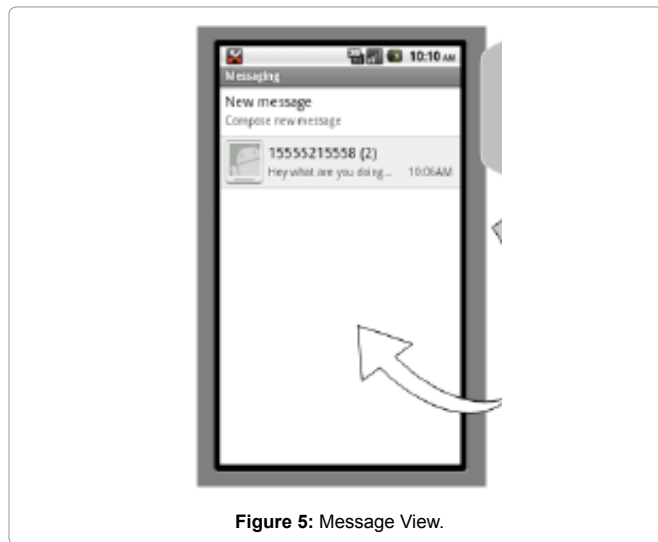 10:10 AM
Messaging
New message
Compose new message
15555215558 (2)
Hey what are you doing... 10:06AM
Figure 5: Message View.